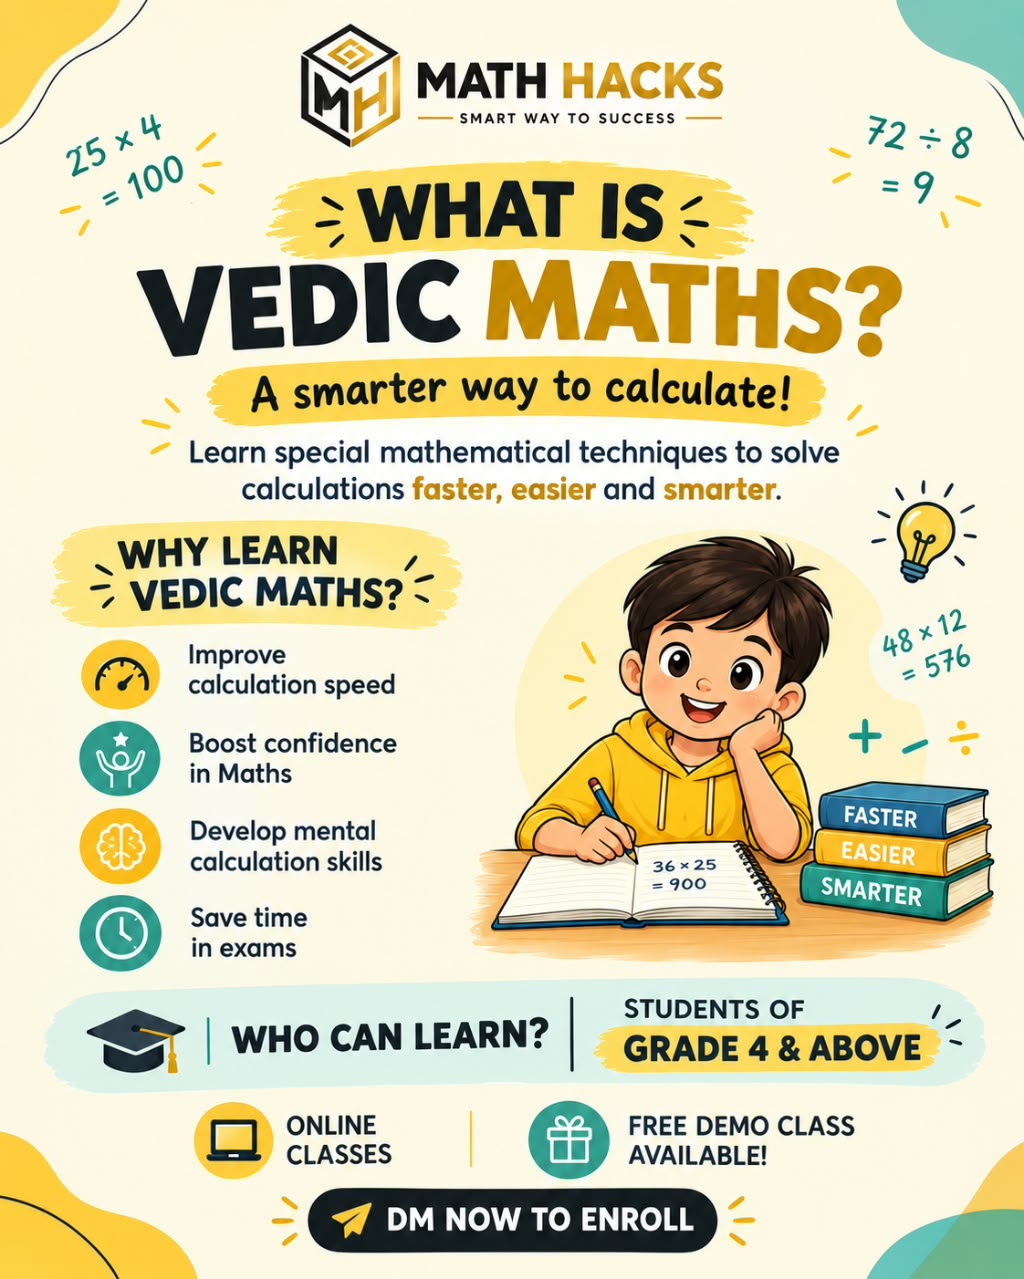 MH
MATH HACKS
SMART WAY TO SUCCESS
25 × 4
= 100
72 ÷ 8
= 9
WHAT IS
VEDIC MATHS?
A smarter way to calculate!
Learn special mathematical techniques to solve
calculations faster, easier and smarter.
WHY LEARN
VEDIC MATHS?
Improve
calculation speed
Boost confidence
in Maths
Develop mental
calculation skills
Save time
in exams
48 × 12
= 576
+ − ÷
36 × 25
= 900
FASTER
EASIER
SMARTER
WHO CAN LEARN?
STUDENTS OF
GRADE 4 & ABOVE
ONLINE
CLASSES
FREE DEMO CLASS
AVAILABLE!
DM NOW TO ENROLL